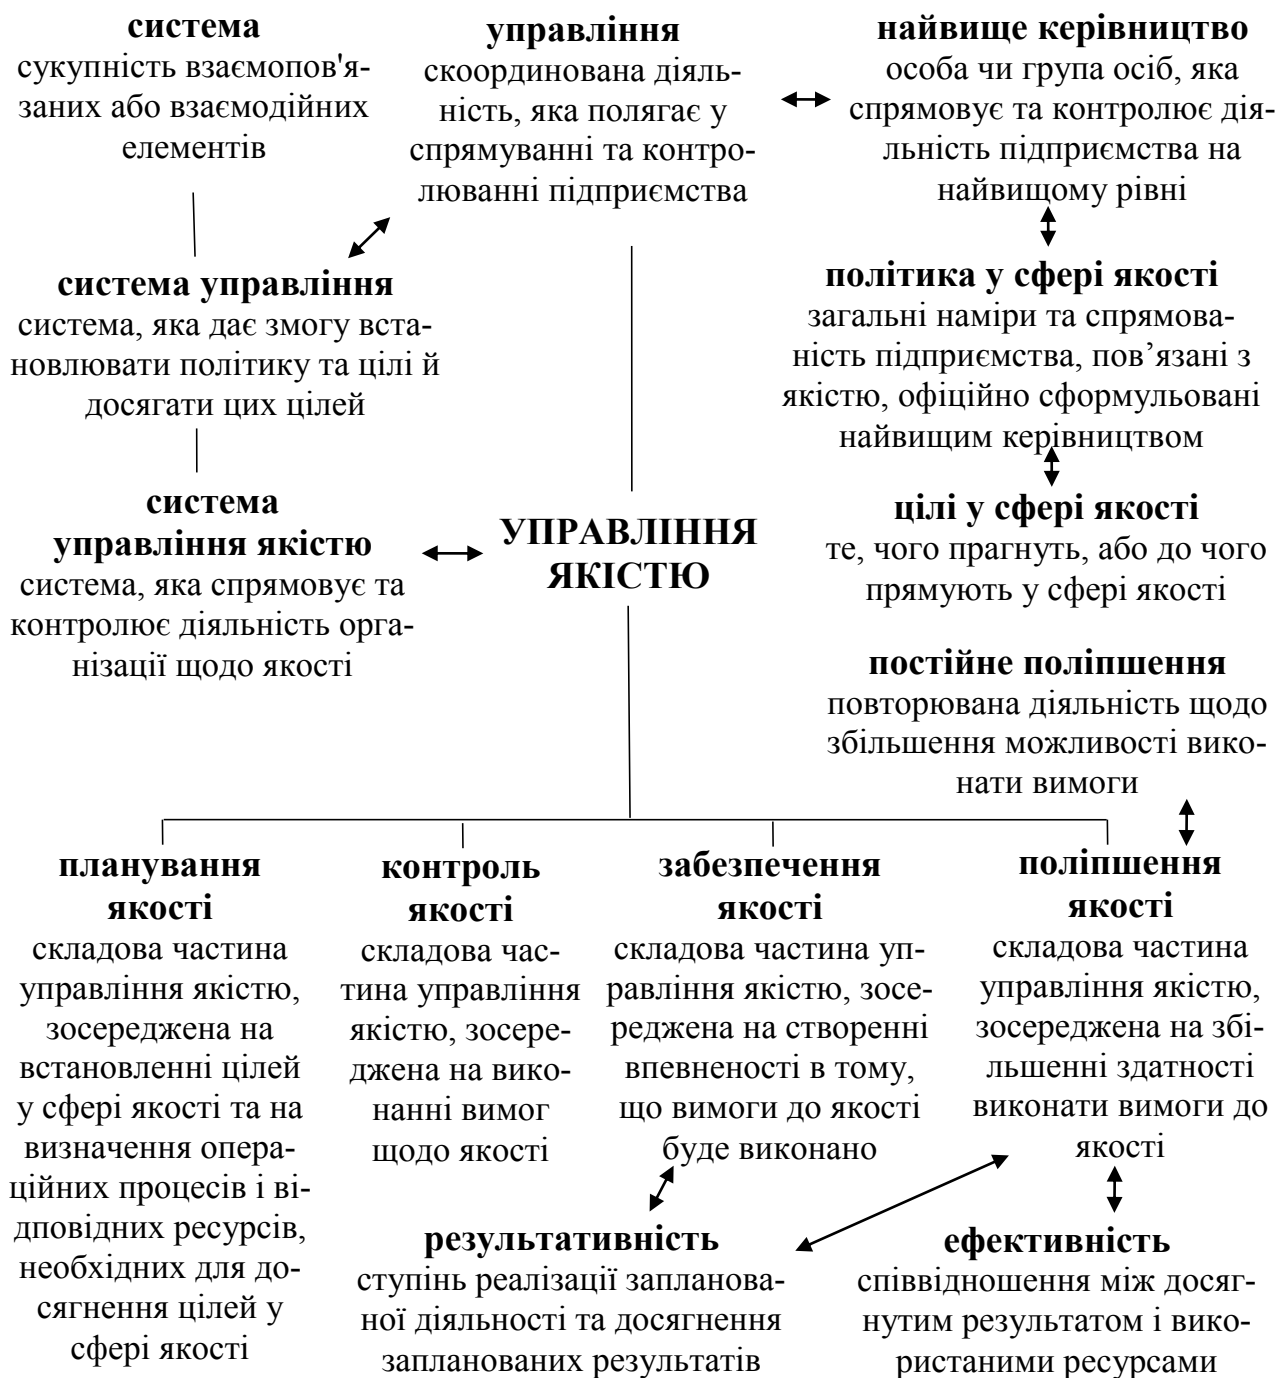 система
сукупність взаємопов'я-
заних або взаємодійних
елементів
управління
скоординована діяль-
ність, яка полягає у
спрямуванні та контро-
люванні підприємства
найвище керівництво
особа чи група осіб, яка
спрямовує та контролює дія-
льність підприємства на
найвищому рівні
система управління
система, яка дає змогу вста-
новлювати політику та цілі й
досягати цих цілей
політика у сфері якості
загальні наміри та спрямова-
ність підприємства, пов’язані з
якістю, офіційно сформульовані
найвищим керівництвом
система
управління якістю
система, яка спрямовує та
контролює діяльність орга-
нізації щодо якості
УПРАВЛІННЯ
ЯКІСТЮ
цілі у сфері якості
те, чого прагнуть, або до чого
прямують у сфері якості
постійне поліпшення
повторювана діяльність щодо
збільшення можливості вико-
нати вимоги
планування
якості
складова частина
управління якістю,
зосереджена на
встановленні цілей
у сфері якості та на
визначення опера-
ційних процесів і ві-
дповідних ресурсів,
необхідних для до-
сягнення цілей у
сфері якості
контроль
якості
складова час-
тина управління
якістю, зосере-
джена на вико-
нанні вимог
щодо якості
забезпечення
якості
складова частина уп-
равління якістю, зосе-
реджена на створенні
впевненості в тому,
що вимоги до якості
буде виконано
поліпшення
якості
складова частина
управління якістю,
зосереджена на збі-
льшенні здатності
виконати вимоги до
якості
результативність
ступінь реалізації запланова-
ної діяльності та досягнення
запланованих результатів
ефективність
співвідношення між досяг-
нутим результатом і вико-
ристаними ресурсами